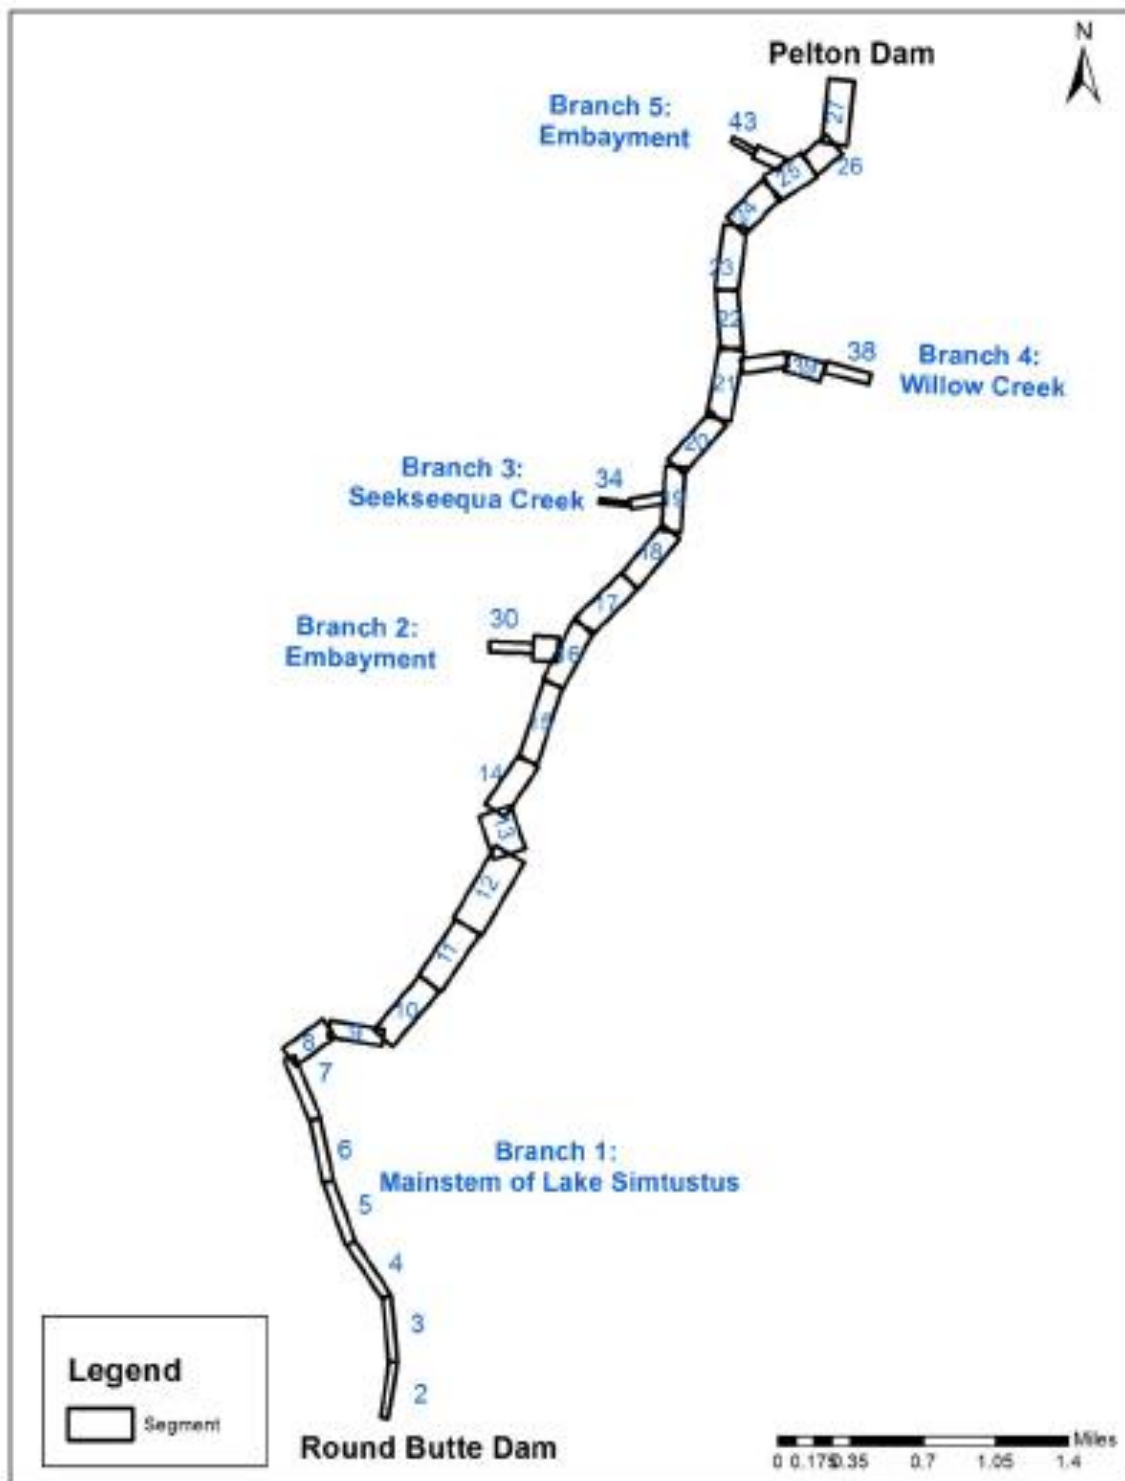 N
Pelton Dam
Branch 5:
Embayment
43
27
26
25
24
23
22
38
39
Branch 4:
Willow Creek
21
20
Branch 3:
Seekseequa Creek
34
19
18
17
30
Branch 2:
Embayment
16
15
14
13
12
11
10
9
8
7
6
Branch 1:
Mainstem of Lake Simtustus
5
4
3
2
Legend
Segment
Round Butte Dam
Miles
0 0.175 0.35 0.7 1.05 1.4